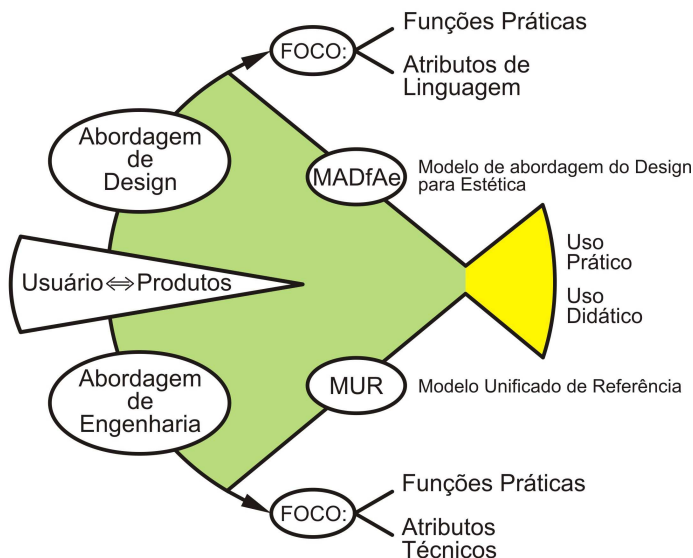 FOCO:
Funções Práticas
Atributos de
Linguagem
Abordagem
de
Design
MADfAe
Modelo de abordagem do Design
para Estética
Usuário⇔Produtos
Uso
Prático
Uso
Didático
Abordagem
de
Engenharia
MUR
Modelo Unificado de Referência
FOCO:
Funções Práticas
Atributos
Técnicos